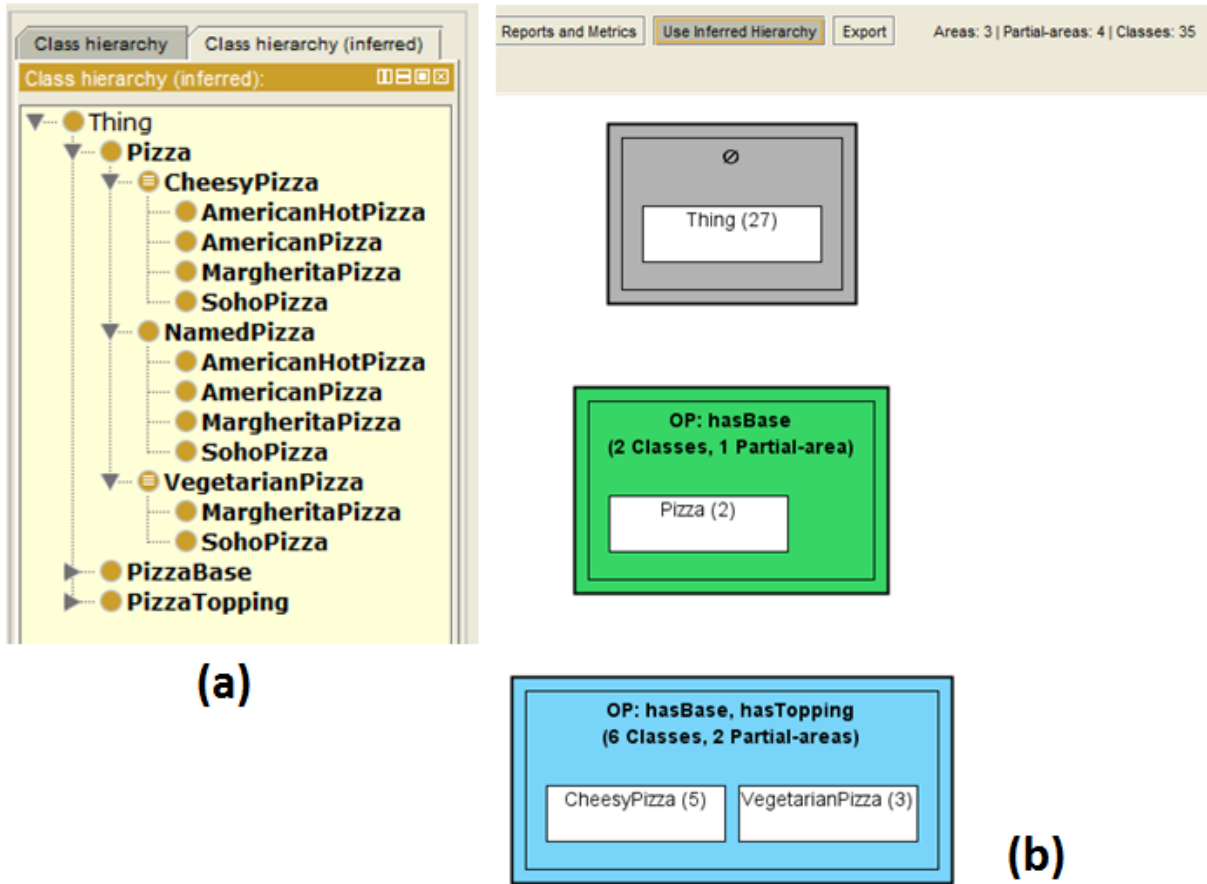 Class hierarchy
Class hierarchy (inferred)
Class hierarchy (inferred):
Thing
Pizza
CheesyPizza
AmericanHotPizza
AmericanPizza
MargheritaPizza
SohoPizza
NamedPizza
AmericanHotPizza
AmericanPizza
MargheritaPizza
SohoPizza
VegetarianPizza
MargheritaPizza
SohoPizza
PizzaBase
PizzaTopping
(a)
Reports and Metrics
Use Inferred Hierarchy
Export
Areas: 3 | Partial-areas: 4 | Classes: 35
∅
Thing (27)
OP: hasBase
(2 Classes, 1 Partial-area)
Pizza (2)
OP: hasBase, hasTopping
(6 Classes, 2 Partial-areas)
CheesyPizza (5)
VegetarianPizza (3)
(b)